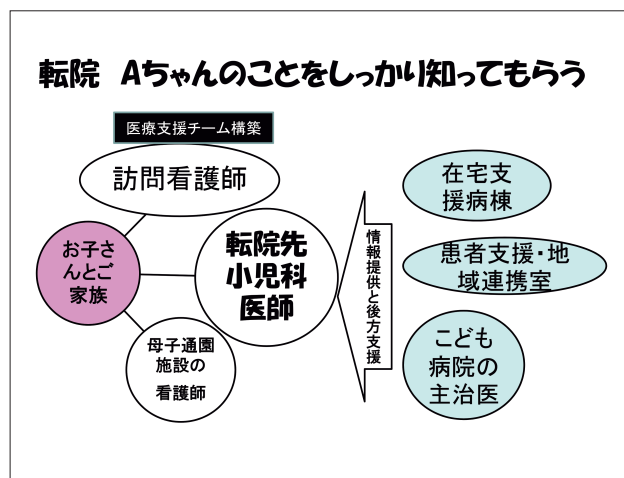 転院　Aちゃんのことをしっかり知ってもらう
医療支援チーム構築
訪問看護師
お子さ
んとご
家族
転院先
小児科
医師
母子通園
施設の
看護師
情報提供と後方支援
在宅支
援病棟
患者支援・地
域連携室
こども
病院の
主治医